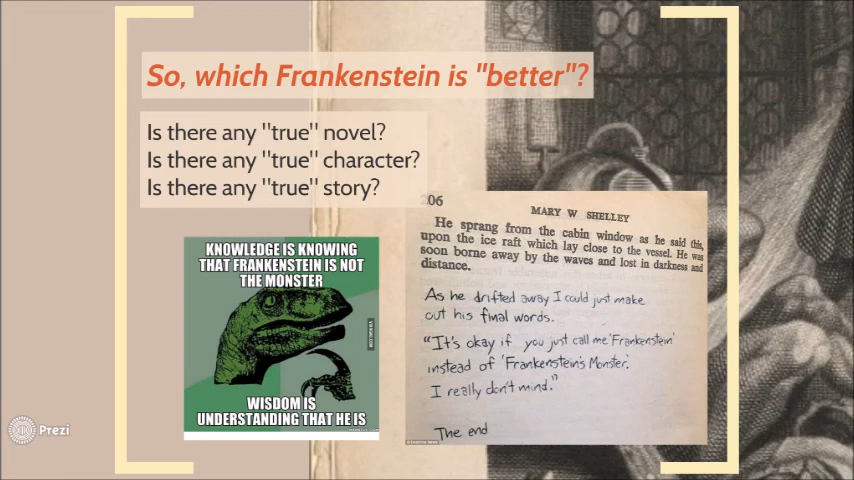 So, which Frankenstein is "better"?
Is there any "true" novel?
Is there any "true" character?
Is there any "true" story?
KNOWLEDGE IS KNOWING
THAT FRANKENSTEIN IS NOT
THE MONSTER
WISDOM IS
UNDERSTANDING THAT HE IS
206
MARY W SHELLEY
He sprang from the cabin window as he said this,
upon the ice raft which lay close to the vessel. He was
soon borne away by the waves and lost in darkness and
distance.
As he drifted away I could just make
out his final words.
"It's okay if you just call me 'Frankenstein'
instead of 'Frankenstein's Monster'.
I really don't mind."
The end
Prezi